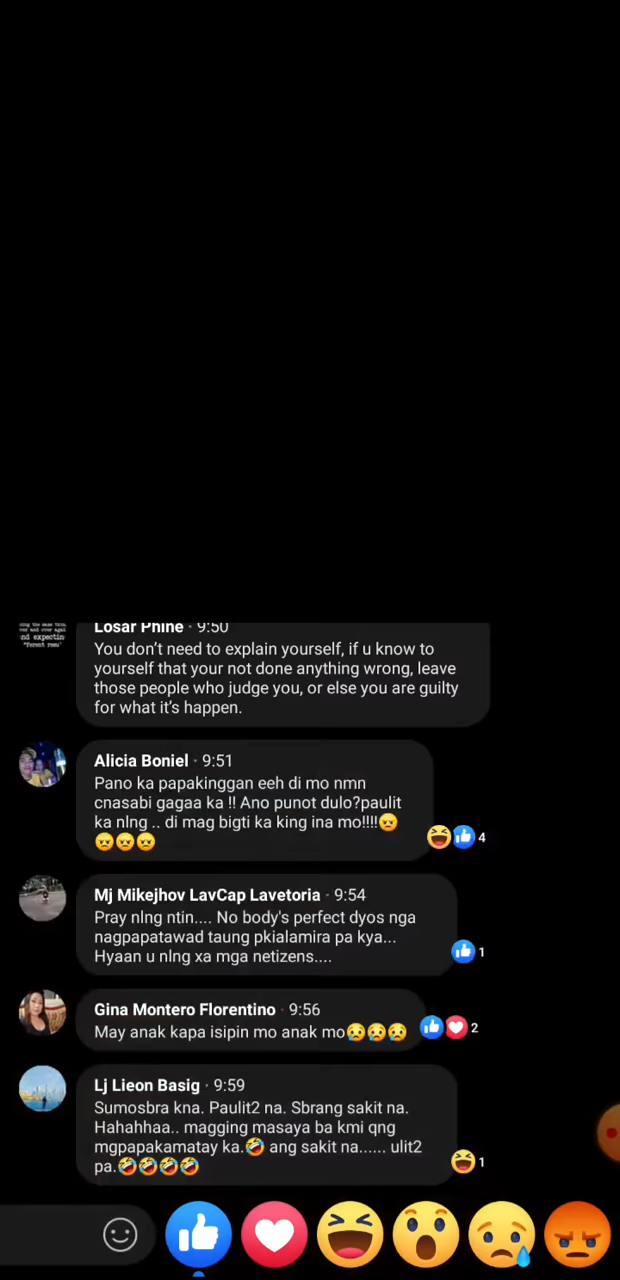 Losar Phine · 9:50
You don't need to explain yourself, if u know to
yourself that your not done anything wrong, leave
those people who judge you, or else you are guilty
for what it's happen.
Alicia Boniel · 9:51
Pano ka papakinggan eeh di mo nmn
cnasabi gagaa ka !! Ano punot dulo?paulit
ka nlng .. di mag bigti ka king ina mo!!!!😠
😠😠😠
4
Mj Mikejhov LavCap Lavetoria · 9:54
Pray nlng ntin.... No body's perfect dyos nga
nagpapatawad taung pkialamira pa kya...
Hyaan u nlng xa mga netizens....
1
Gina Montero Florentino · 9:56
May anak kapa isipin mo anak mo😥😥😥
2
Lj Lieon Basig · 9:59
Sumosbra kna. Paulit2 na. Sbrang sakit na.
Hahahhaa.. magging masaya ba kmi qng
mgpapakamatay ka.🤣 ang sakit na...... ulit2
pa.🤣🤣🤣🤣
1